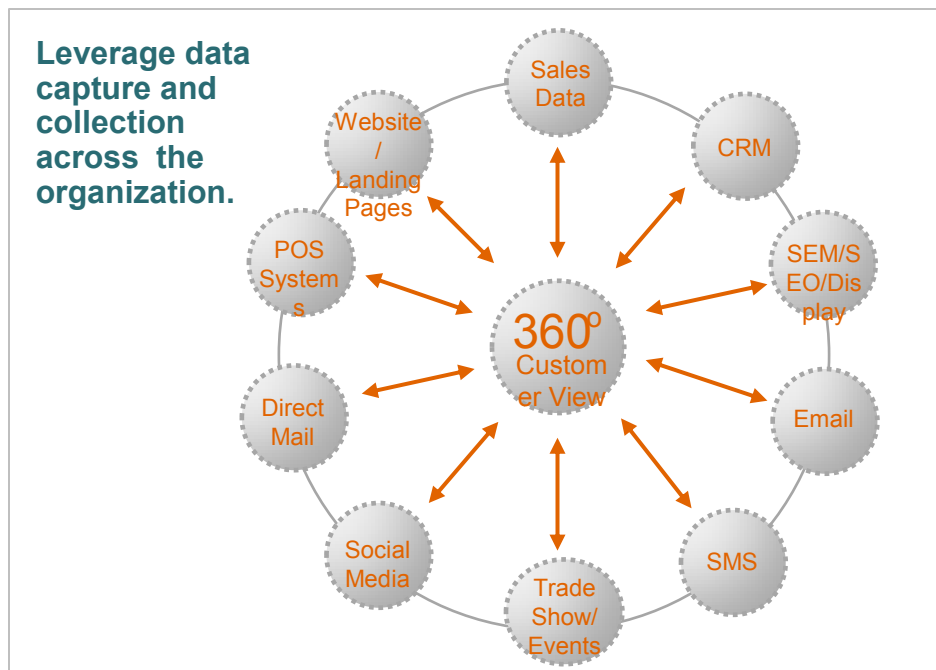 Leverage data
capture and
collection
across the
organization.
Sales
Data
CRM
SEM/S
EO/Dis
play
Email
SMS
Trade
Show/
Events
Social
Media
Direct
Mail
POS
System
s
Website
/
Landing
Pages
360º
Custom
er View